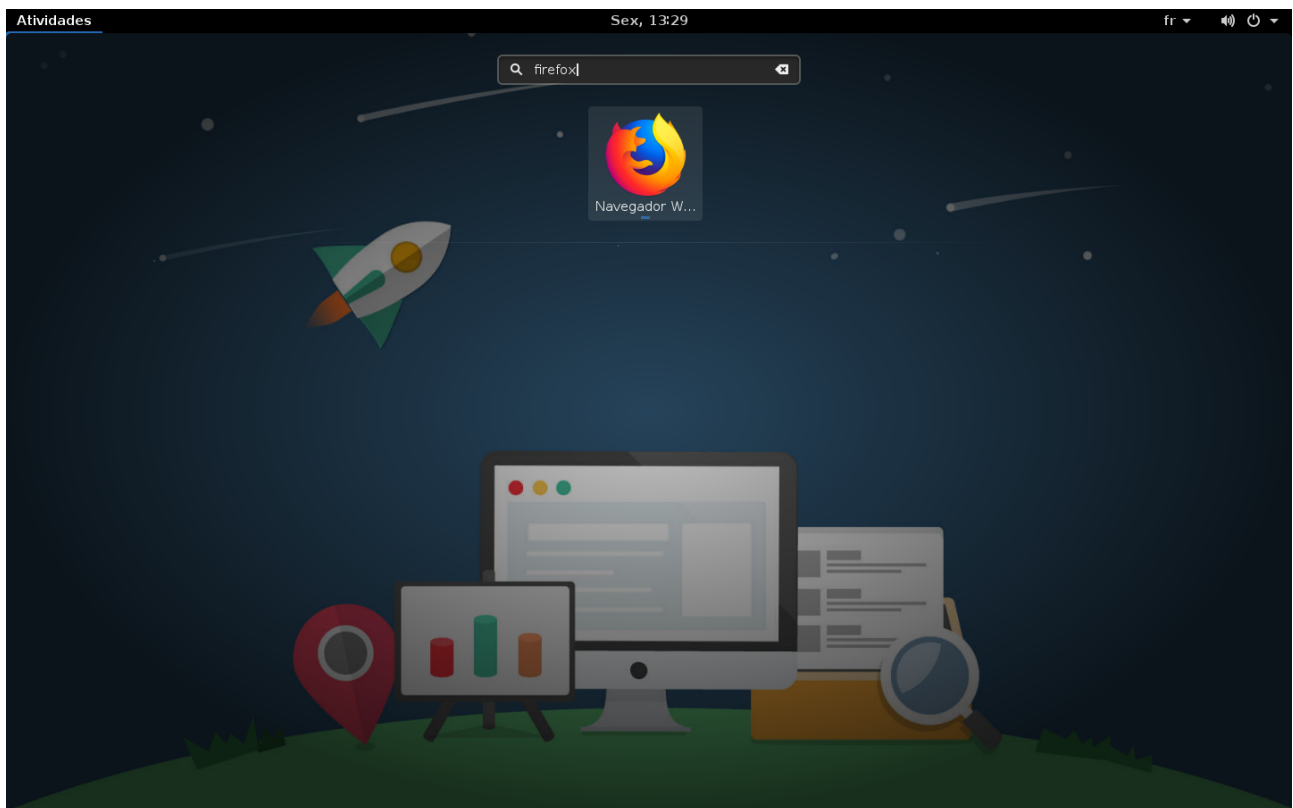 Atividades
Sex, 13:29
fr
firefox
Navegador W...